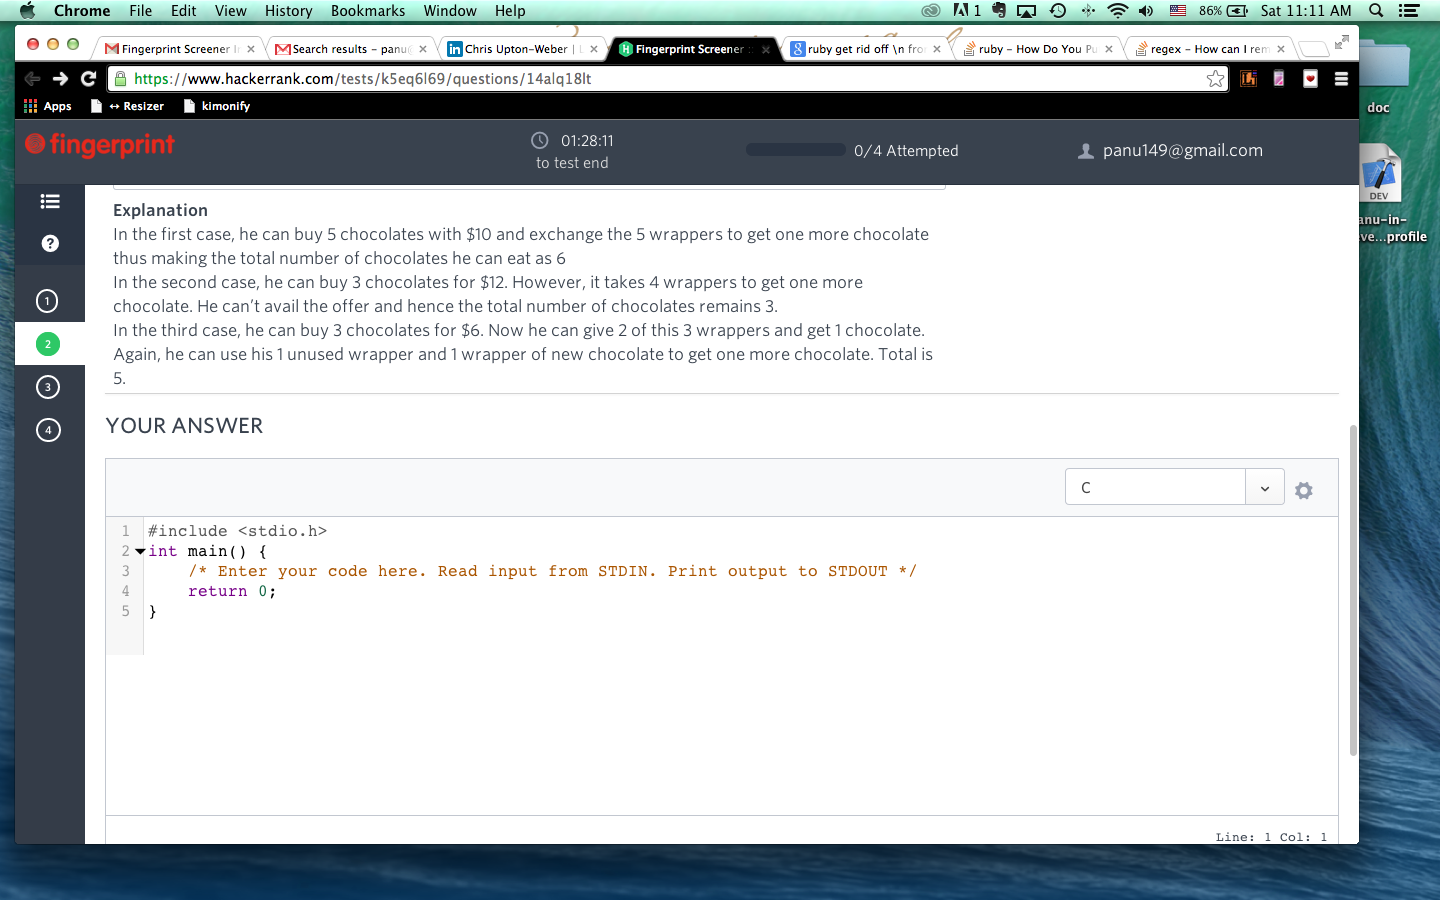 Chrome File Edit View History Bookmarks Window Help
1 86% Sat 11:11 AM
Fingerprint Screener
Search results – panu@
Chris Upton-Weber |
Fingerprint Screener
ruby get rid off \n fro
ruby – How Do You Pu
regex – How can I rem
https://www.hackerrank.com/tests/k5eq6l69/questions/14alq18lt
Apps ↔ Resizer kimonify
doc
fingerprint
01:28:11
to test end
0/4 Attempted
panu149@gmail.com
DEV
anu-in-
ve...profile
Explanation
In the first case, he can buy 5 chocolates with $10 and exchange the 5 wrappers to get one more chocolate
thus making the total number of chocolates he can eat as 6
In the second case, he can buy 3 chocolates for $12. However, it takes 4 wrappers to get one more
chocolate. He can’t avail the offer and hence the total number of chocolates remains 3.
In the third case, he can buy 3 chocolates for $6. Now he can give 2 of this 3 wrappers and get 1 chocolate.
Again, he can use his 1 unused wrapper and 1 wrapper of new chocolate to get one more chocolate. Total is
5.
?
1
2
3
4
YOUR ANSWER
C
1 #include <stdio.h>
2 int main() {
3 /* Enter your code here. Read input from STDIN. Print output to STDOUT */
4 return 0;
5 }
Line: 1 Col: 1